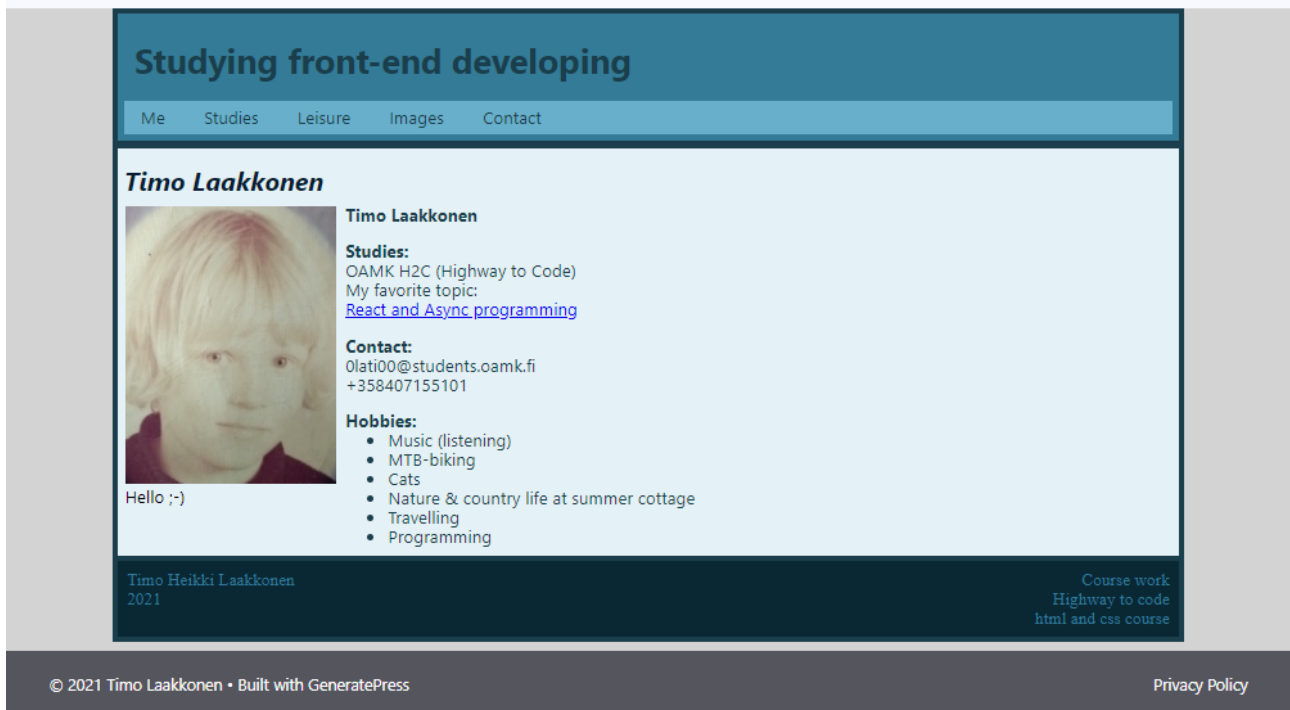 Studying front-end developing
Me Studies Leisure Images Contact
Timo Laakkonen
Timo Laakkonen
Studies:
OAMK H2C (Highway to Code)
My favorite topic:
React and Async programming
Contact:
0lati00@students.oamk.fi
+358407155101
Hobbies:
Music (listening)
MTB-biking
Cats
Nature & country life at summer cottage
Travelling
Programming
Hello ;-)
Timo Heikki Laakkonen
2021
Course work
Highway to code
html and css course
© 2021 Timo Laakkonen • Built with GeneratePress
Privacy Policy